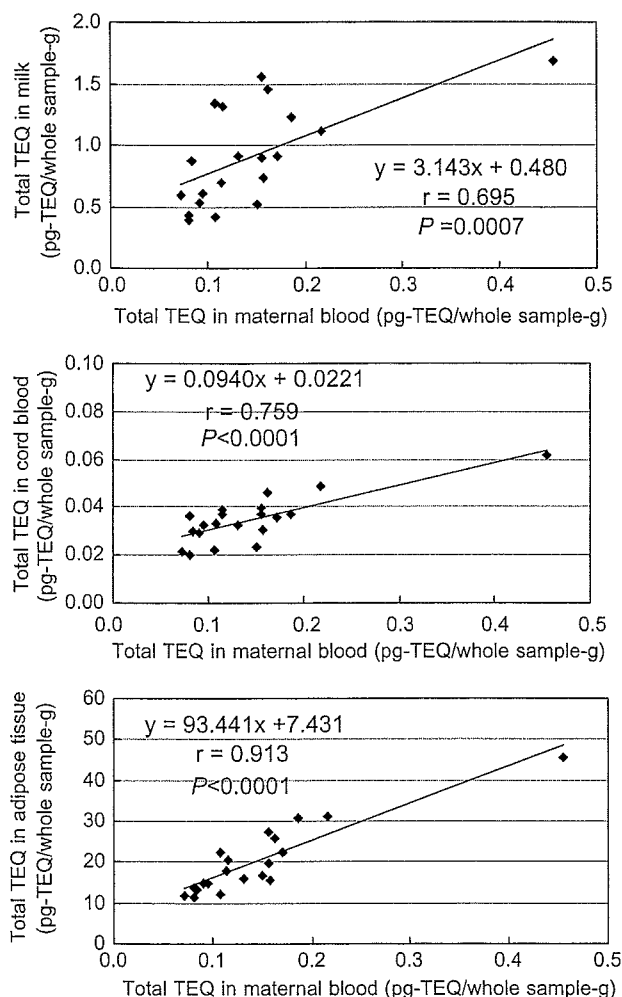 Total TEQ in milk
(pg-TEQ/whole sample-g)
2.0
1.5
1.0
0.5
0.0
y = 3.143x + 0.480
r = 0.695
P =0.0007
0.0 0.1 0.2 0.3 0.4 0.5
Total TEQ in maternal blood (pg-TEQ/whole sample-g)
Total TEQ in cord blood
(pg-TEQ/whole sample-g)
0.10
0.08
0.06
0.04
0.02
0.00
y = 0.0940x + 0.0221
r = 0.759
P<0.0001
0.0 0.1 0.2 0.3 0.4 0.5
Total TEQ in maternal blood (pg-TEQ/whole sample-g)
Total TEQ in adipose tissue
(pg-TEQ/whole sample-g)
60
50
40
30
20
10
0
y = 93.441x +7.431
r = 0.913
P<0.0001
0.0 0.1 0.2 0.3 0.4 0.5
Total TEQ in maternal blood (pg-TEQ/whole sample-g)